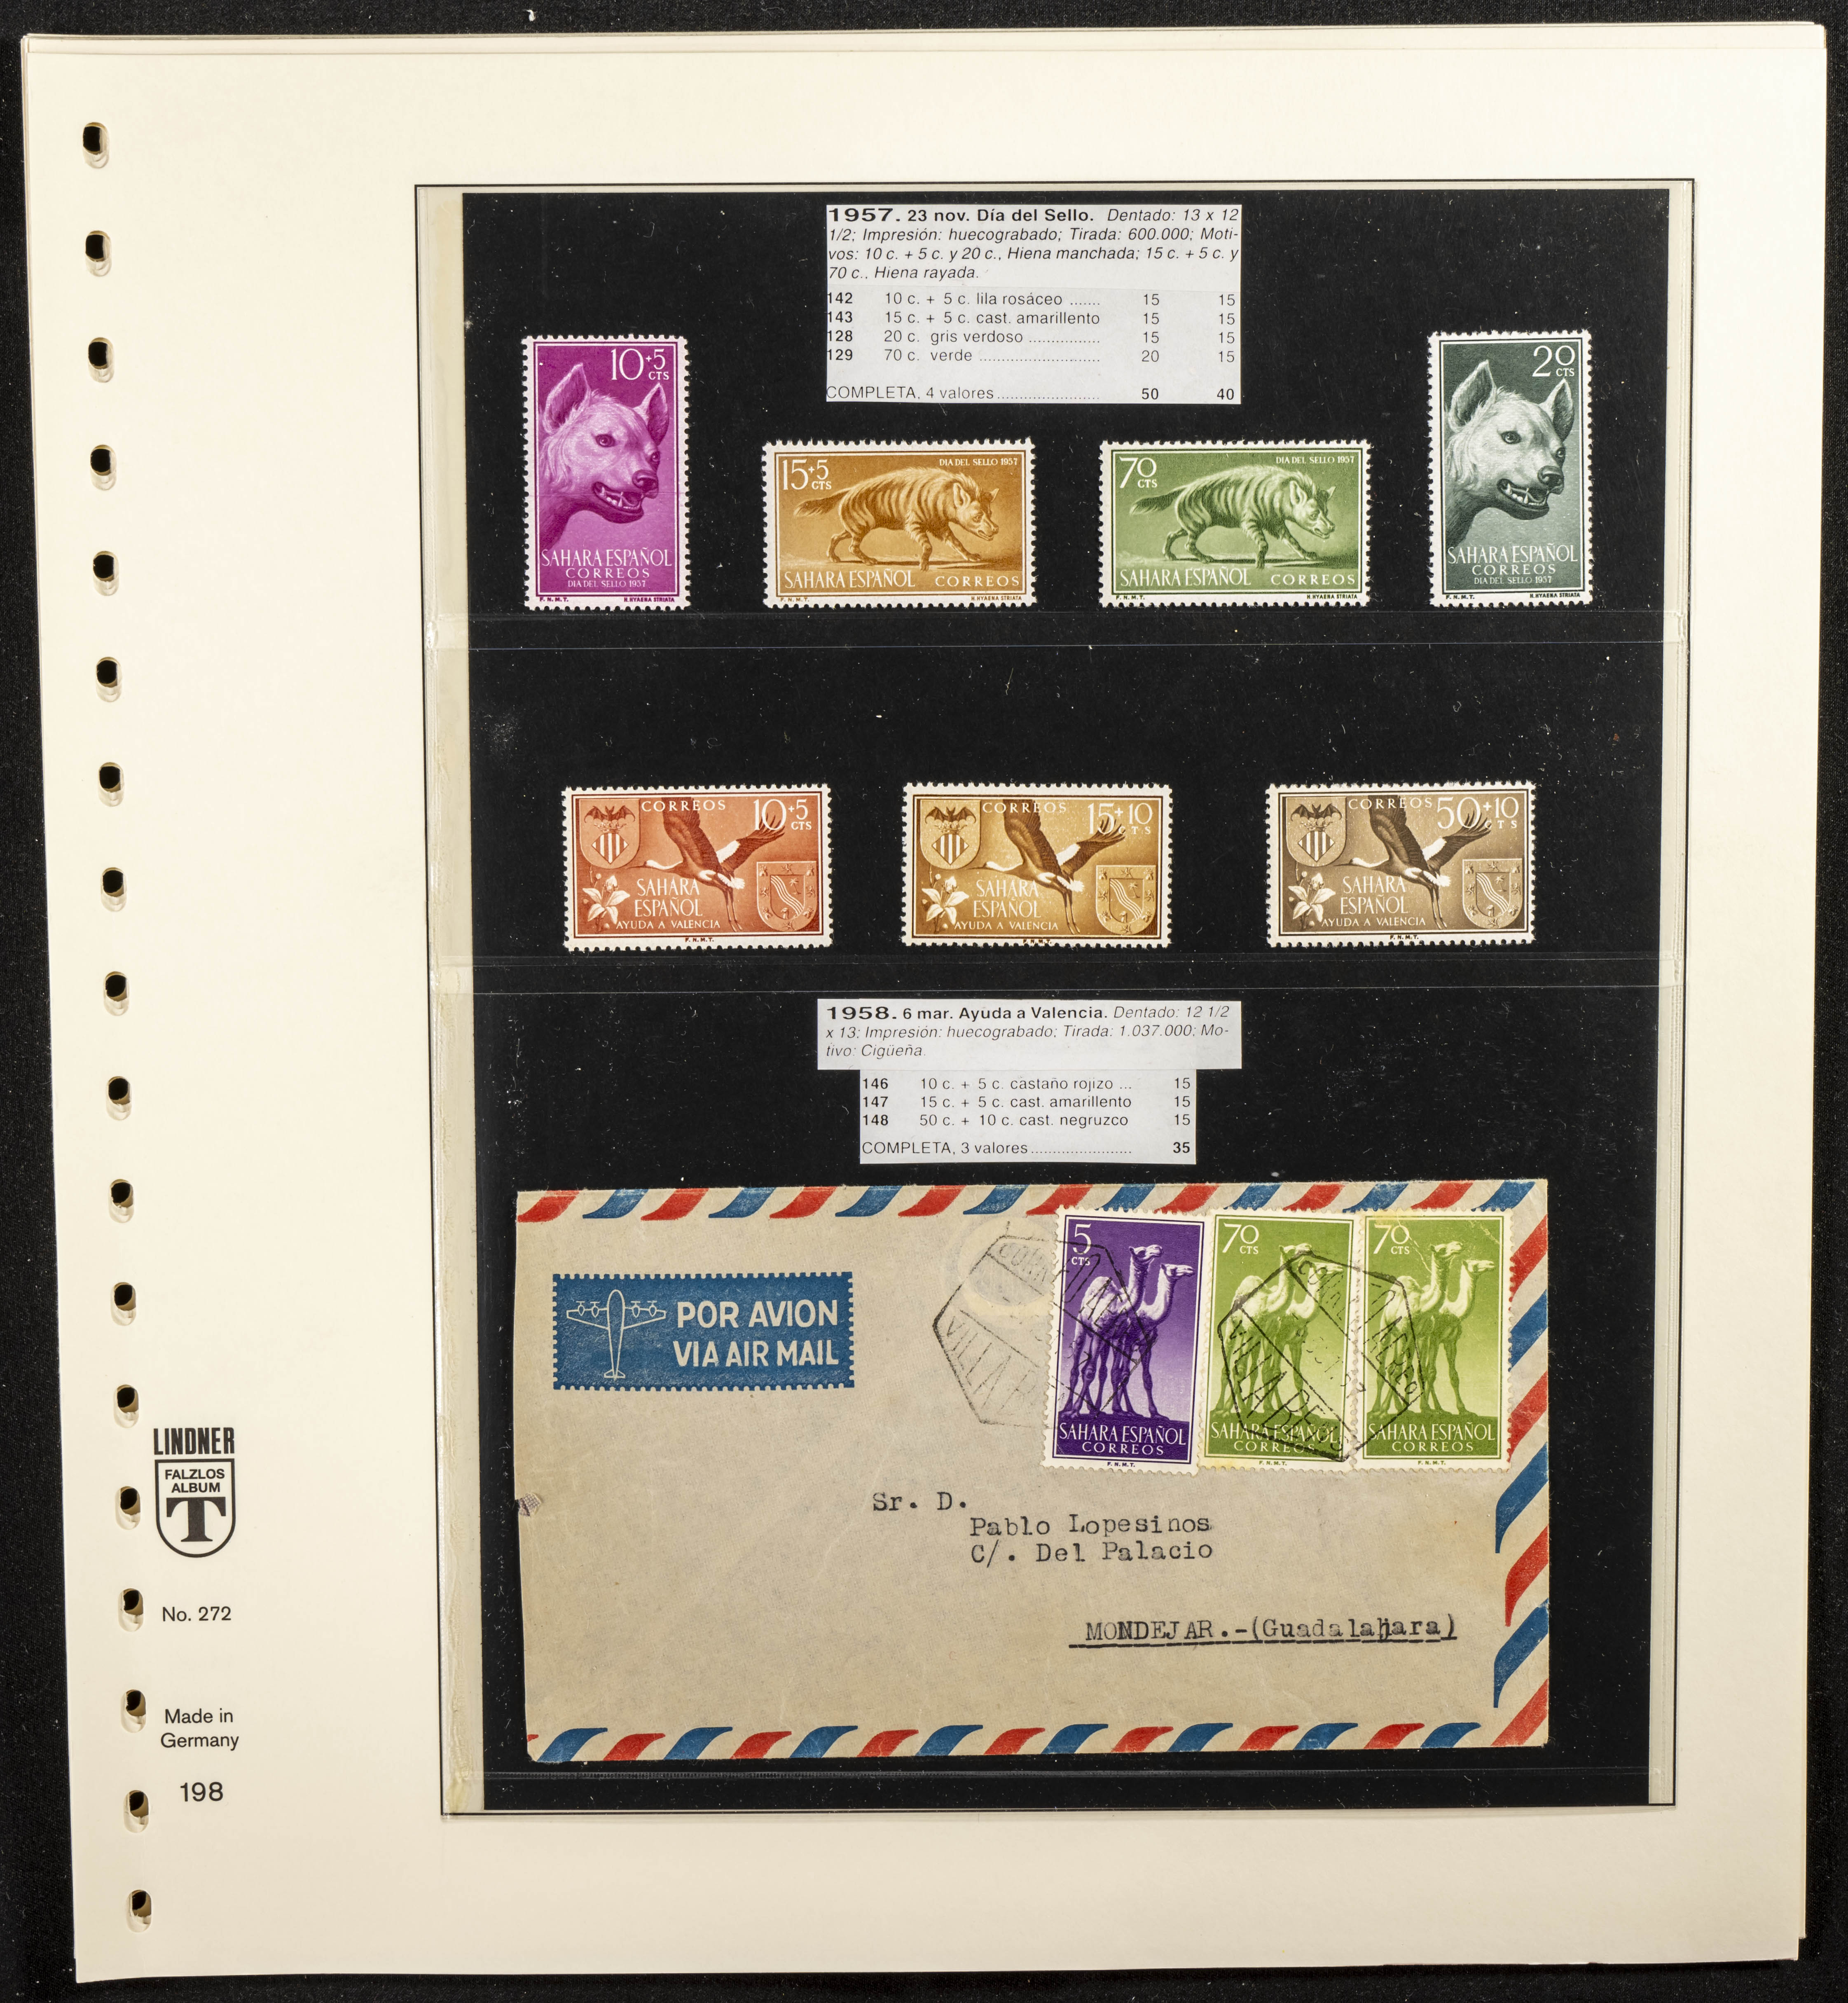 1957. 23 nov. Día del Sello. Dentado: 13 x 12
1/2; Impresión: huecograbado; Tirada: 600.000; Moti-
vos: 10 c. + 5 c. y 20 c., Hiena manchada; 15 c. + 5 c. y
70 c., Hiena rayada.
142 10 c. + 5 c. lila rosáceo ....... 15 15
143 15 c. + 5 c. cast. amarillento 15 15
128 20 c. gris verdoso ................. 15 15
129 70 c. verde ............................ 20 15
COMPLETA, 4 valores ........................ 50 40
10+5
CTS
SAHARA ESPAÑOL
CORREOS
DIA DEL SELLO 1957
F. N. M. T. H. HYAENA STRIATA
15+5
CTS
DIA DEL SELLO 1957
SAHARA ESPAÑOL CORREOS
F. N. M. T. H. HYAENA STRIATA
70
CTS
DIA DEL SELLO 1957
SAHARA ESPAÑOL CORREOS
F. N. M. T. H. HYAENA STRIATA
20
CTS
SAHARA ESPAÑOL
CORREOS
DIA DEL SELLO 1957
F. N. M. T. H. HYAENA STRIATA
CORREOS 10+5
CTS
SAHARA
ESPAÑOL
AYUDA A VALENCIA
F. N. M. T.
CORREOS 15+10
CTS
SAHARA
ESPAÑOL
AYUDA A VALENCIA
F. N. M. T.
CORREOS 50+10
CTS
SAHARA
ESPAÑOL
AYUDA A VALENCIA
F. N. M. T.
1958. 6 mar. Ayuda a Valencia. Dentado: 12 1/2
x 13; Impresión: huecograbado; Tirada: 1.037.000; Mo-
tivo: Cigüeña.
146 10 c. + 5 c. castaño rojizo ... 15
147 15 c. + 5 c. cast. amarillento 15
148 50 c. + 10 c. cast. negruzco 15
COMPLETA, 3 valores ........................ 35
POR AVION
VIA AIR MAIL
5
CTS
SAHARA ESPAÑOL
CORREOS
F. N. M. T.
70
CTS
SAHARA ESPAÑOL
CORREOS
F. N. M. T.
70
CTS
SAHARA ESPAÑOL
CORREOS
F. N. M. T.
Sr. D.
Pablo Lopesinos
C/. Del Palacio
MONDEJAR.-(Guadalahara)
LINDNER
FALZLOS
ALBUM
T
No. 272
Made in
Germany
198